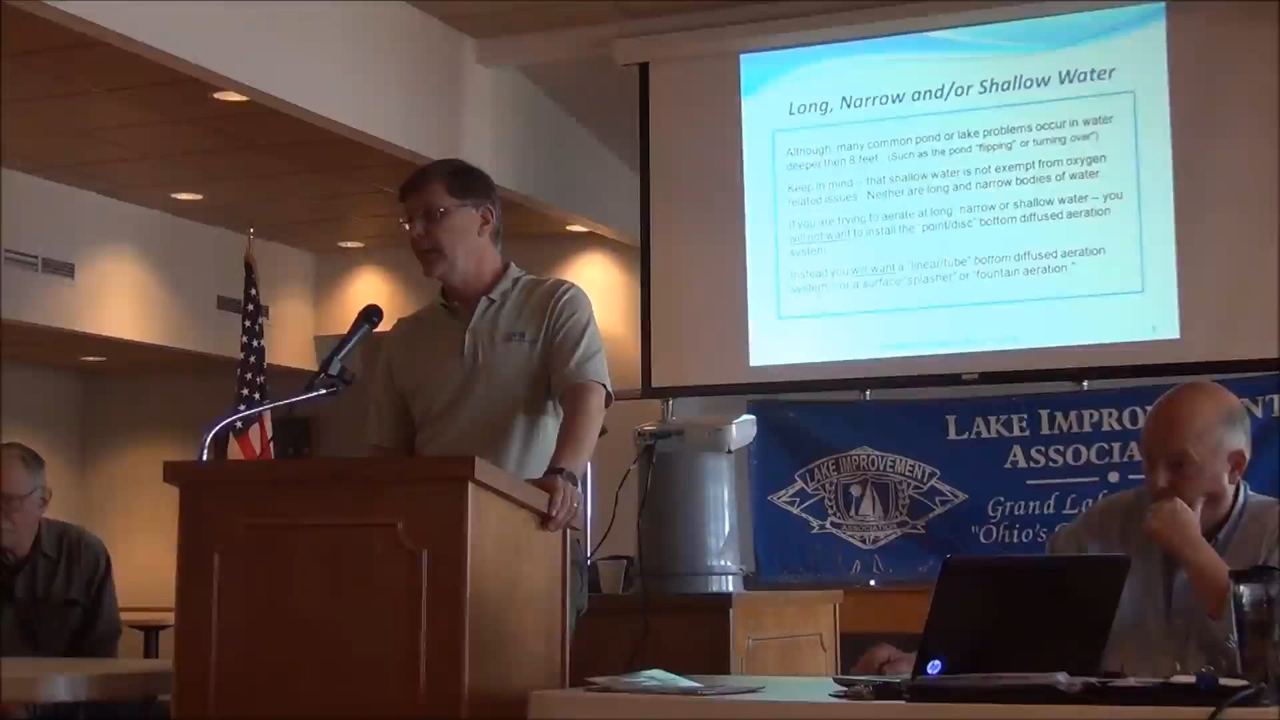 Long, Narrow and/or Shallow Water
Although, many common pond or lake problems occur in water
deeper then 8 feet. (Such as the pond "flipping" or turning over")
Keep in mind – that shallow water is not exempt from oxygen
related issues. Neither are long and narrow bodies of water.
If you are trying to aerate at long, narrow or shallow water – you
will not want to install the "point/disc" bottom diffused aeration
system.
Instead you will want a "linear/tube" bottom diffused aeration
system, or a surface "splasher" or "fountain aeration."
LAKE IMPROVEMENT
ASSOCIA
Grand La
"Ohio's
LAKE IMPROVEMENT
ASSOCIATION
hp